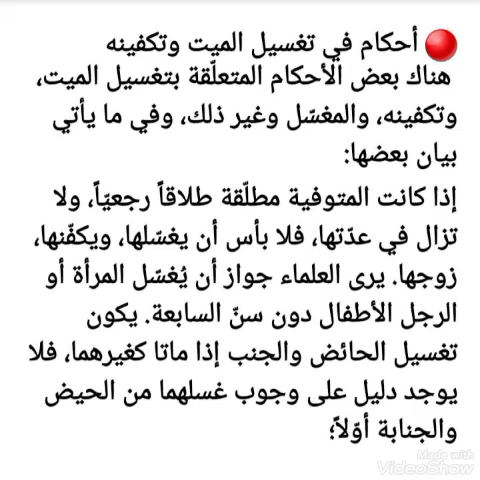 🔴 أحكام في تغسيل الميت وتكفينه
هناك بعض الأحكام المتعلّقة بتغسيل الميت،
وتكفينه، والمغسّل وغير ذلك، وفي ما يأتي
بيان بعضها:
إذا كانت المتوفية مطلّقة طلاقاً رجعيّاً، ولا
تزال في عدّتها، فلا بأس أن يغسّلها، ويكفّنها،
زوجها. يرى العلماء جواز أن يُغسّل المرأة أو
الرجل الأطفال دون سنّ السابعة. يكون
تغسيل الحائض والجنب إذا ماتا كغيرهما، فلا
يوجد دليل على وجوب غسلهما من الحيض
والجنابة أوّلاً؛
Made with
VideoShow